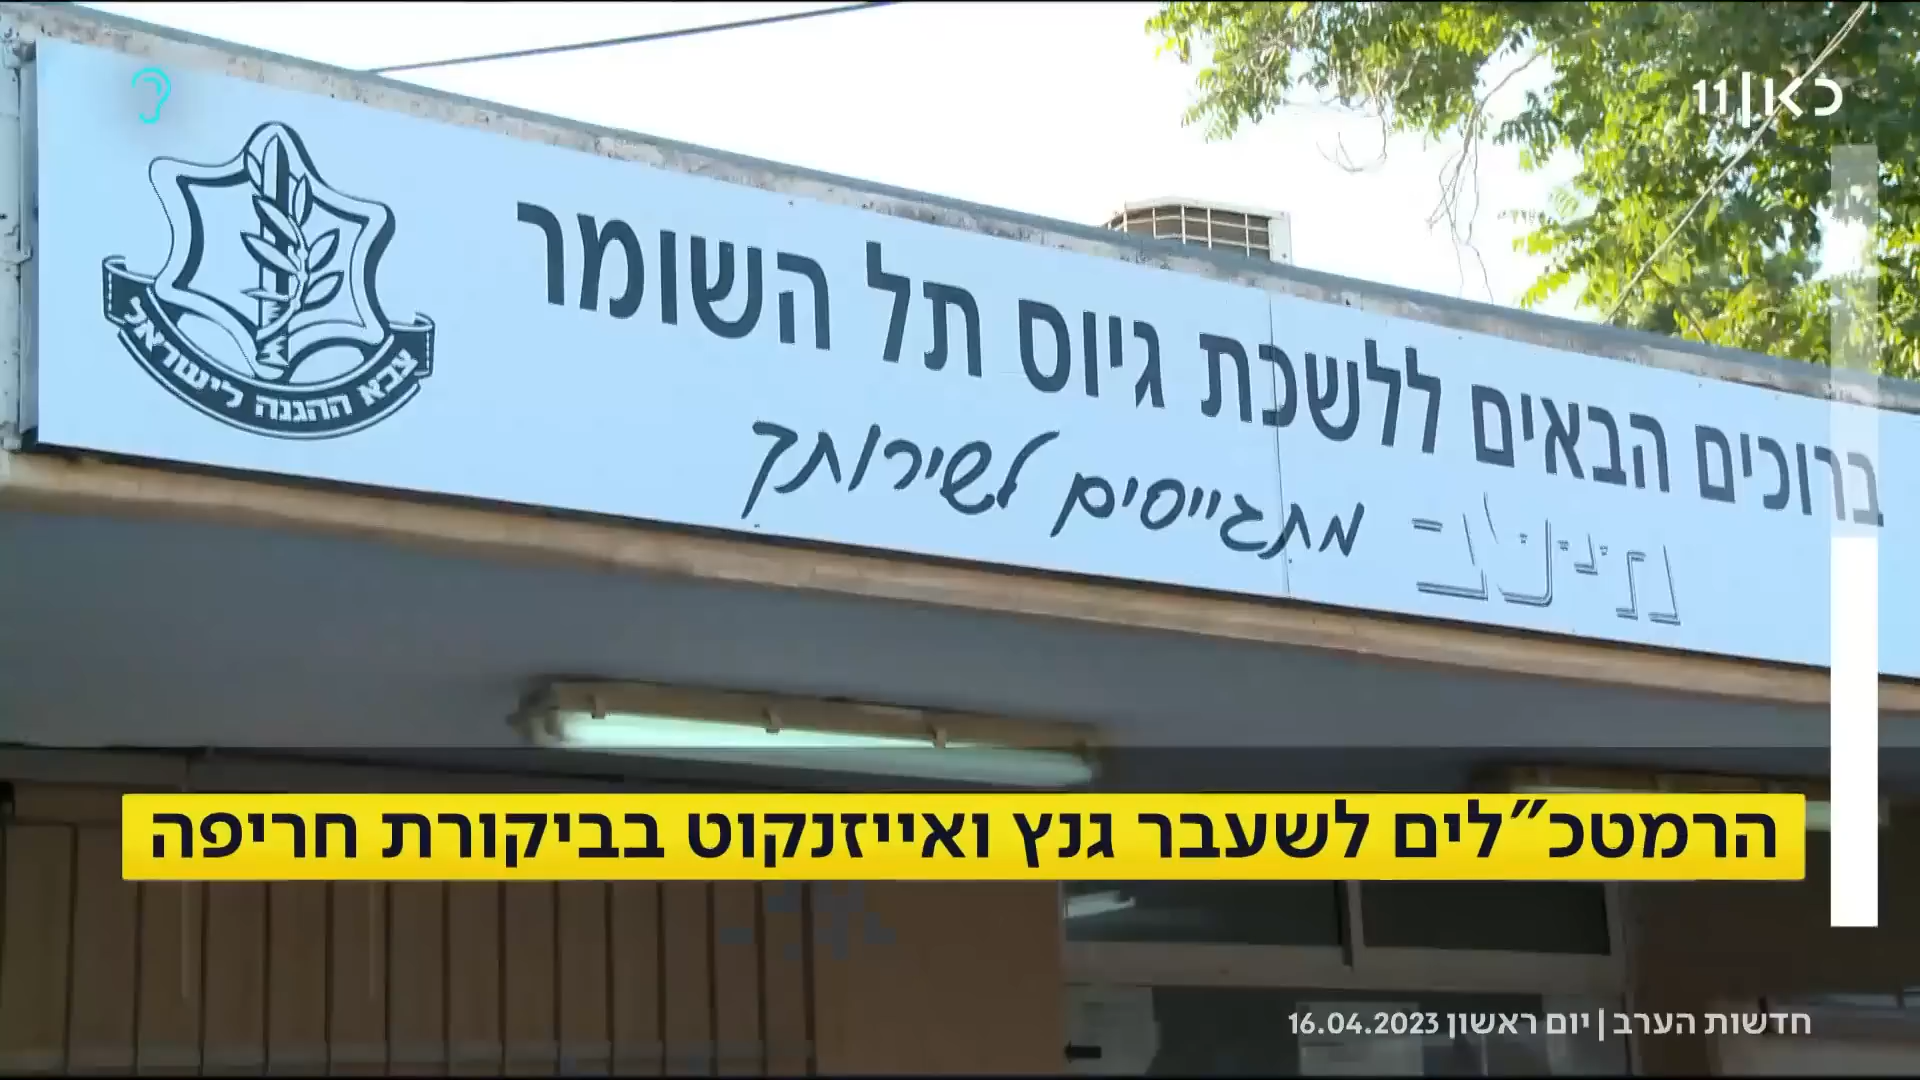 כאן 11
ברוכים הבאים ללשכת גיוס תל השומר
מתגייסים לשירותך
צבא ההגנה לישראל
הרמטכ״לים לשעבר גנץ ואייזנקוט בביקורת חריפה
חדשות הערב | יום ראשון 16.04.2023